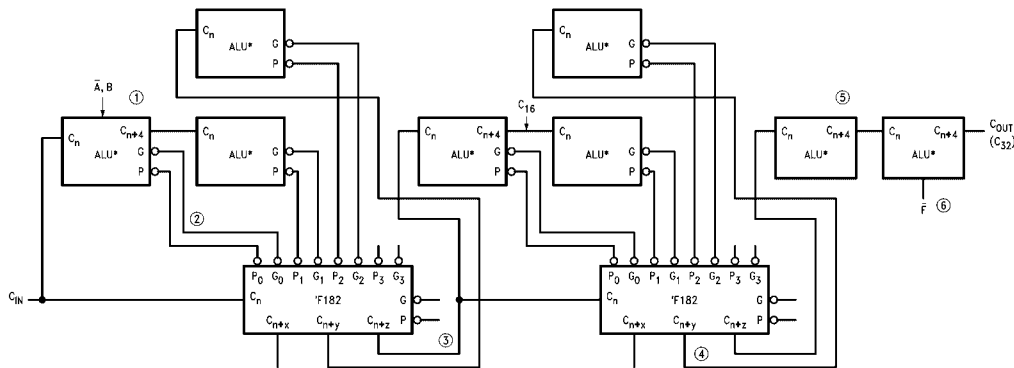 Cn
ALU*
G
P
Cn
ALU*
G
P
A̅, B
①
C16
⑤
Cn
Cn+4
ALU*
G
P
Cn
ALU*
G
P
Cn
Cn+4
ALU*
G
P
Cn
ALU*
G
P
Cn
Cn+4
ALU*
Cn
Cn+4
ALU*
COUT
(C32)
②
F̅
⑥
P0 G0 P1 G1 P2 G2 P3 G3
P0 G0 P1 G1 P2 G2 P3 G3
CIN
Cn
'F182
G
P
Cn+x Cn+y Cn+z
③
Cn
'F182
G
P
Cn+x Cn+y Cn+z
④